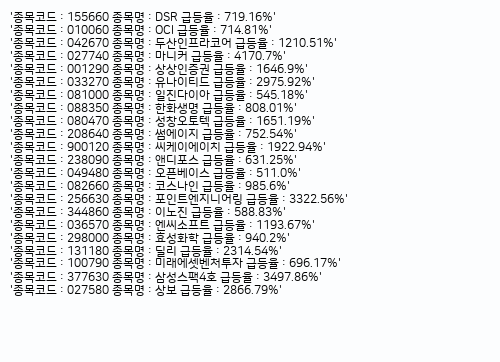 '종목코드 : 155660 종목명 : DSR 급등율 : 719.16%'
'종목코드 : 010060 종목명 : OCI 급등율 : 714.81%'
'종목코드 : 042670 종목명 : 두산인프라코어 급등율 : 1210.51%'
'종목코드 : 027740 종목명 : 마니커 급등율 : 4170.7%'
'종목코드 : 001290 종목명 : 상상인증권 급등율 : 1646.9%'
'종목코드 : 033270 종목명 : 유나이티드 급등율 : 2975.92%'
'종목코드 : 081000 종목명 : 일진다이아 급등율 : 545.18%'
'종목코드 : 088350 종목명 : 한화생명 급등율 : 808.01%'
'종목코드 : 080470 종목명 : 성창오토텍 급등율 : 1651.19%'
'종목코드 : 208640 종목명 : 썸에이지 급등율 : 752.54%'
'종목코드 : 900120 종목명 : 씨케이에이치 급등율 : 1922.94%'
'종목코드 : 238090 종목명 : 앤디포스 급등율 : 631.25%'
'종목코드 : 049480 종목명 : 오픈베이스 급등율 : 511.0%'
'종목코드 : 082660 종목명 : 코스나인 급등율 : 985.6%'
'종목코드 : 256630 종목명 : 포인트엔지니어링 급등율 : 3322.56%'
'종목코드 : 344860 종목명 : 이노진 급등율 : 588.83%'
'종목코드 : 036570 종목명 : 엔씨소프트 급등율 : 1193.67%'
'종목코드 : 298000 종목명 : 효성화학 급등율 : 940.2%'
'종목코드 : 131180 종목명 : 딜리 급등율 : 2314.54%'
'종목코드 : 100790 종목명 : 미래에셋벤처투자 급등율 : 696.17%'
'종목코드 : 377630 종목명 : 삼성스팩4호 급등율 : 3497.86%'
'종목코드 : 027580 종목명 : 상보 급등율 : 2866.79%'